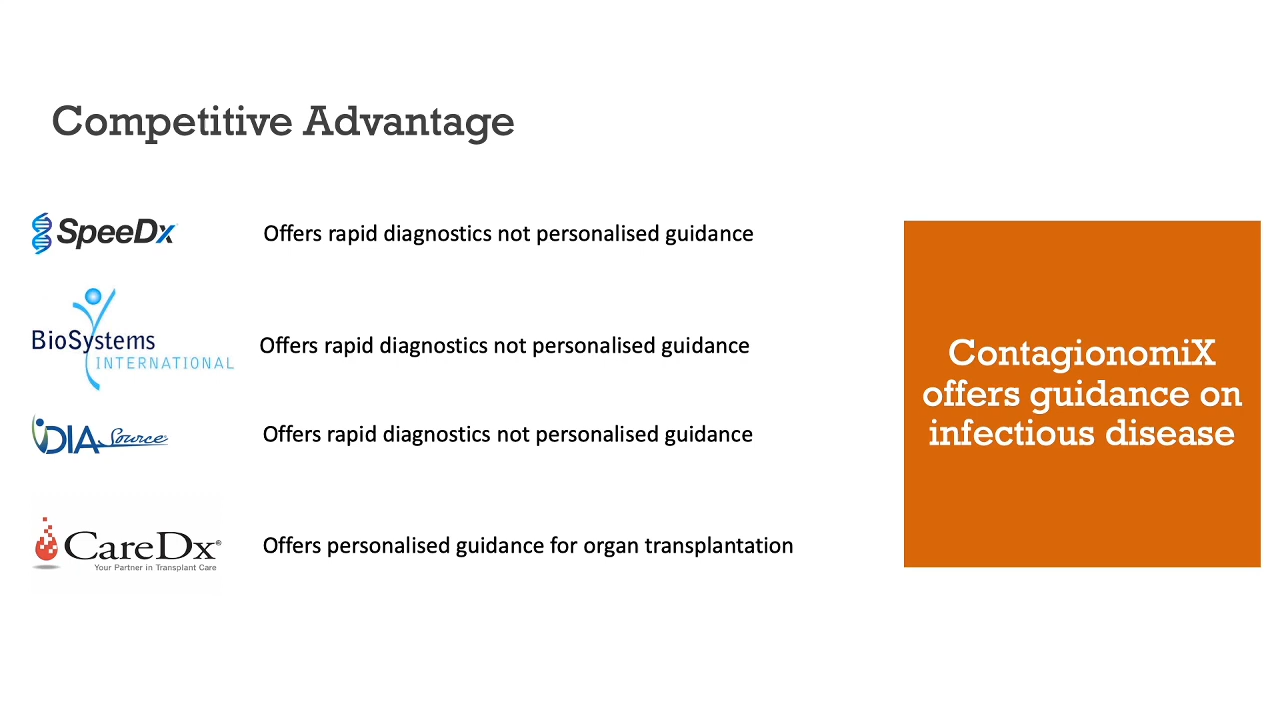 Competitive Advantage
SpeeDx
Offers rapid diagnostics not personalised guidance
BioSystems
INTERNATIONAL
Offers rapid diagnostics not personalised guidance
DIA Source
Offers rapid diagnostics not personalised guidance
CareDx®
Your Partner in Transplant Care
Offers personalised guidance for organ transplantation
ContagionomiX
offers guidance on
infectious disease